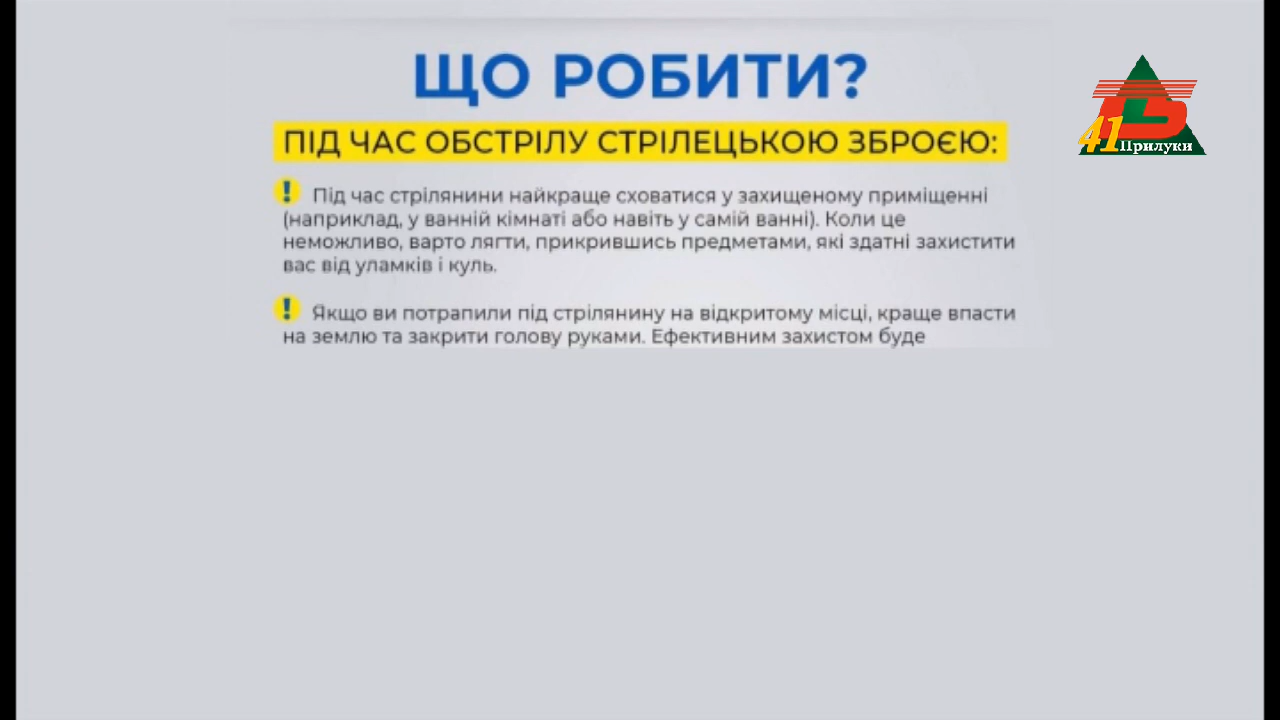 ЩО РОБИТИ?
ПІД ЧАС ОБСТРІЛУ СТРІЛЕЦЬКОЮ ЗБРОЄЮ:
! Під час стрілянини найкраще сховатися у захищеному приміщенні
(наприклад, у ванній кімнаті або навіть у самій ванні). Коли це
неможливо, варто лягти, прикрившись предметами, які здатні захистити
вас від уламків і куль.
! Якщо ви потрапили під стрілянину на відкритому місці, краще впасти
на землю та закрити голову руками. Ефективним захистом буде
41 Прилуки